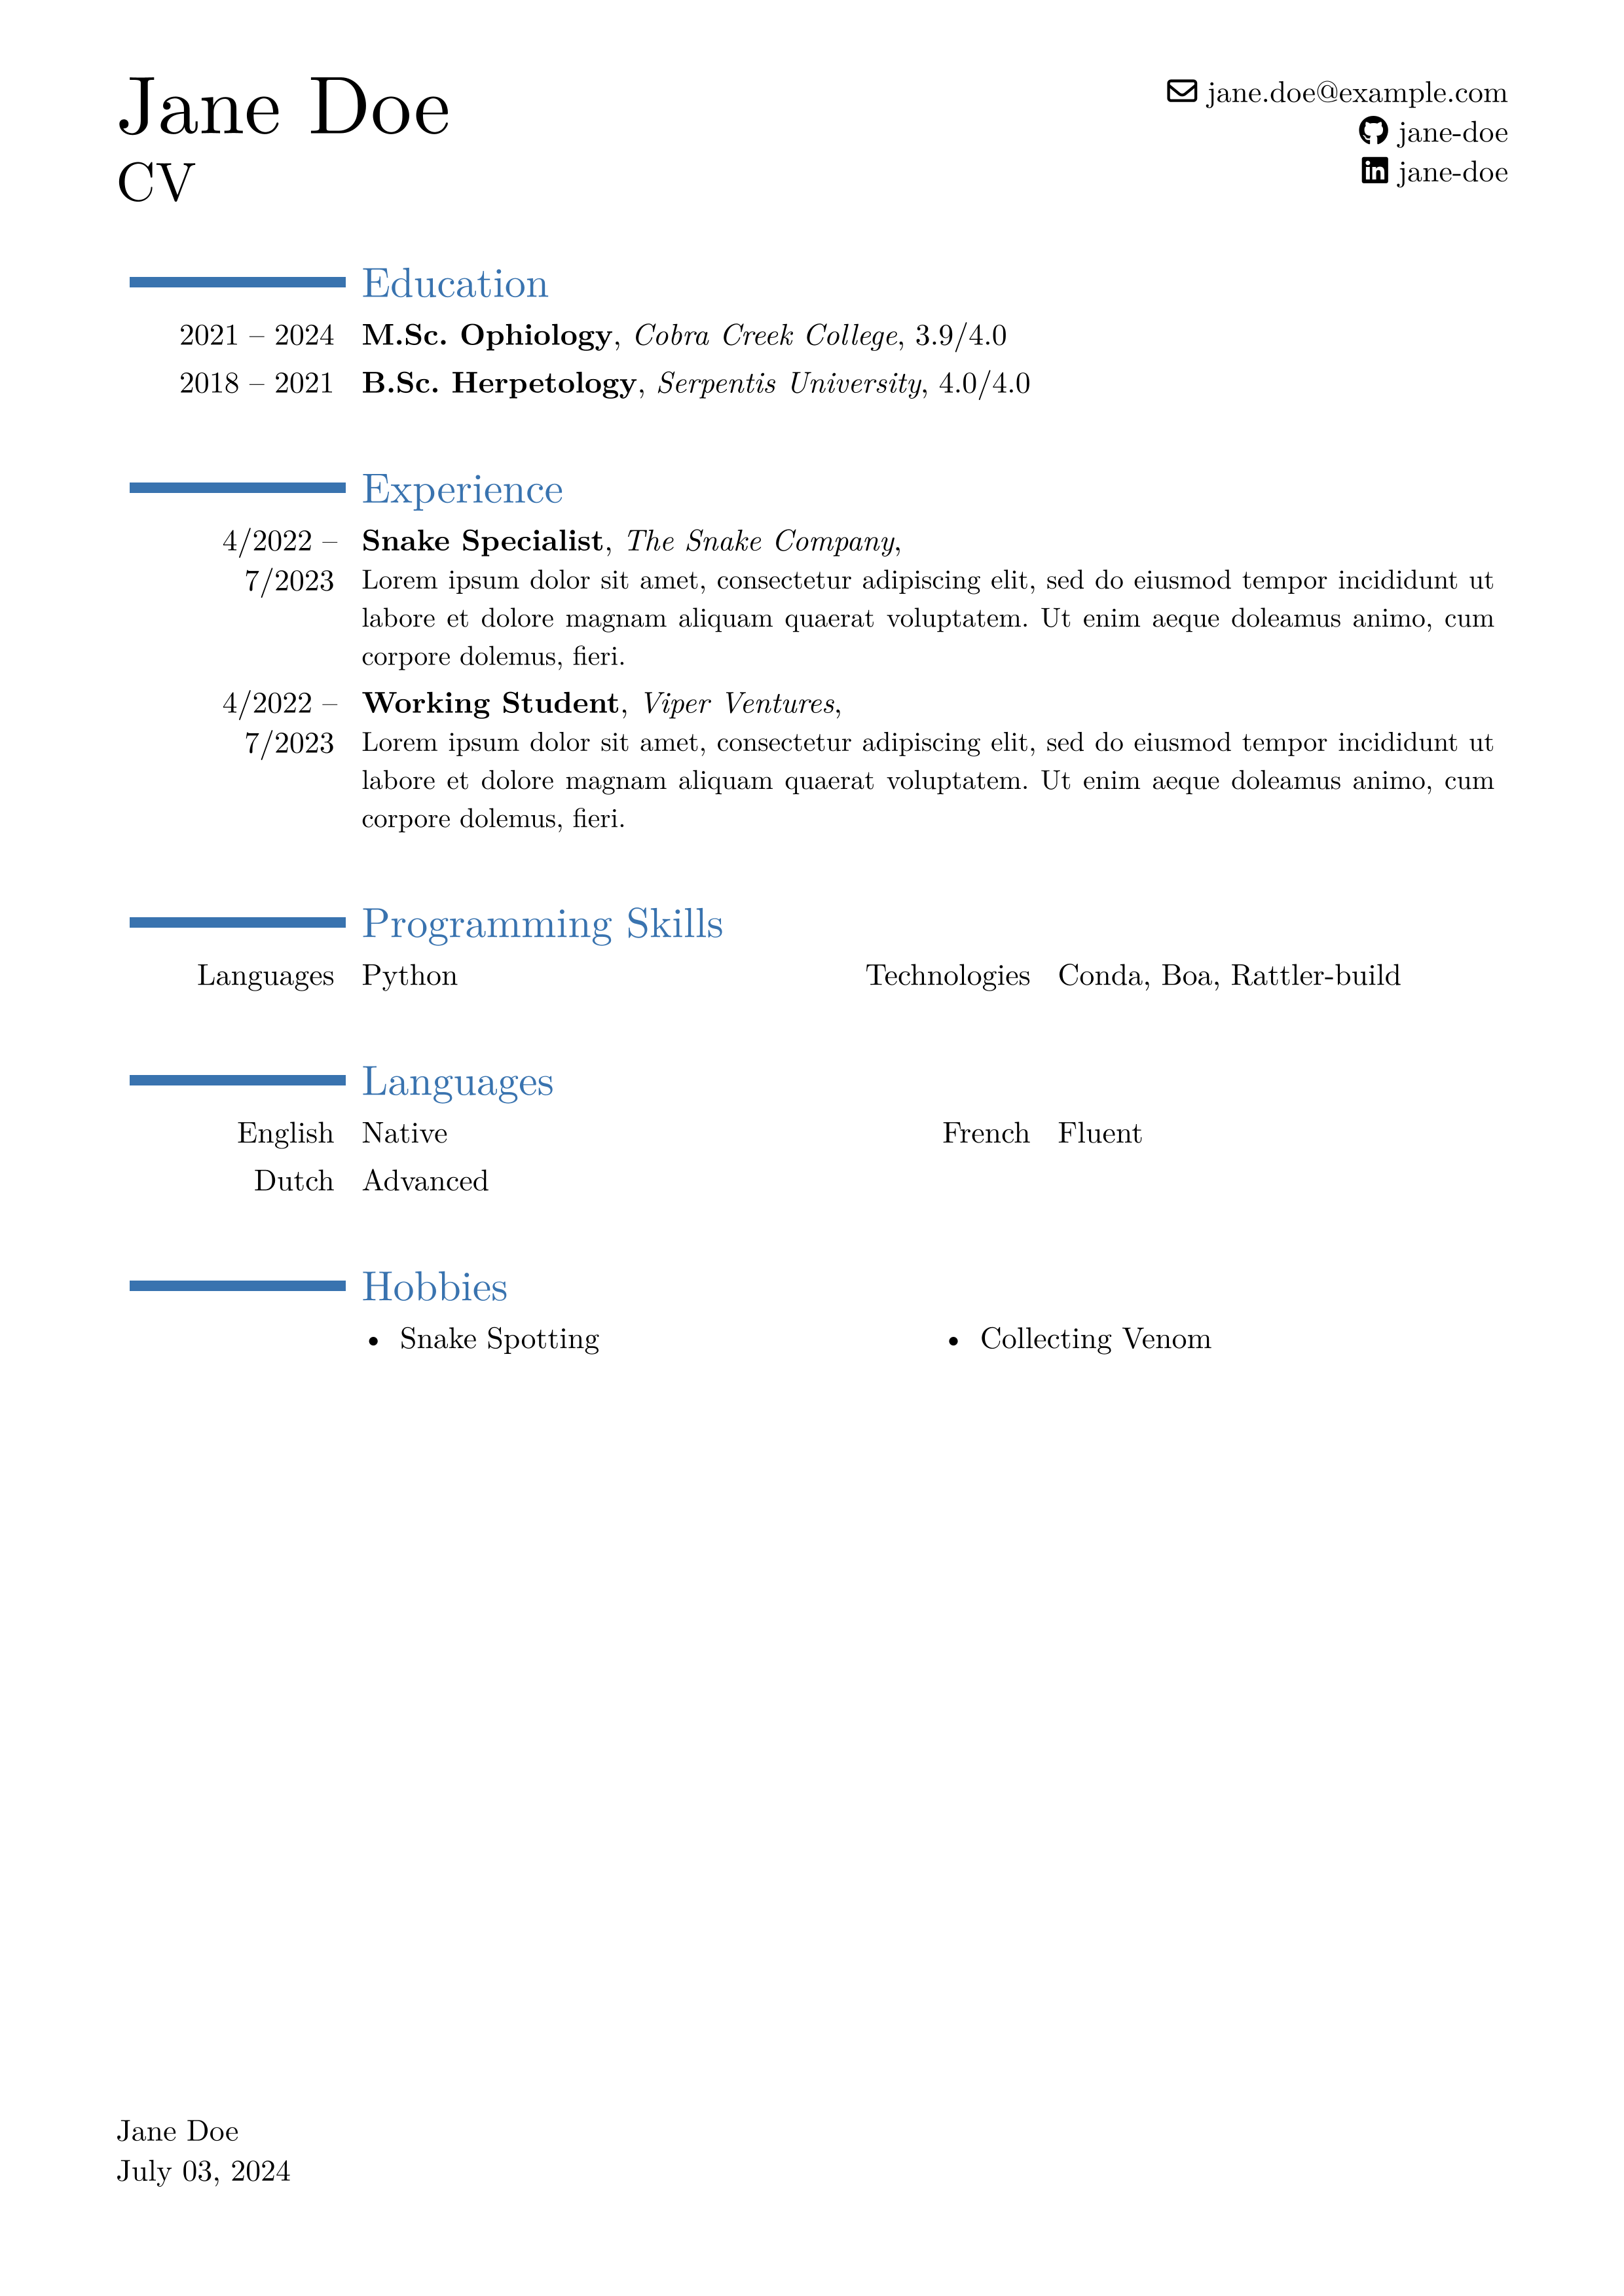 Jane Doe
CV
jane.doe@example.com
jane-doe
jane-doe
Education
2021 – 2024 M.Sc. Ophiology, Cobra Creek College, 3.9/4.0
2018 – 2021 B.Sc. Herpetology, Serpentis University, 4.0/4.0
Experience
4/2022 – Snake Specialist, The Snake Company,
7/2023 Lorem ipsum dolor sit amet, consectetur adipiscing elit, sed do eiusmod tempor incididunt ut
labore et dolore magnam aliquam quaerat voluptatem. Ut enim aeque doleamus animo, cum
corpore dolemus, fieri.
4/2022 – Working Student, Viper Ventures,
7/2023 Lorem ipsum dolor sit amet, consectetur adipiscing elit, sed do eiusmod tempor incididunt ut
labore et dolore magnam aliquam quaerat voluptatem. Ut enim aeque doleamus animo, cum
corpore dolemus, fieri.
Programming Skills
Languages Python Technologies Conda, Boa, Rattler-build
Languages
English Native French Fluent
Dutch Advanced
Hobbies
• Snake Spotting • Collecting Venom
Jane Doe
July 03, 2024